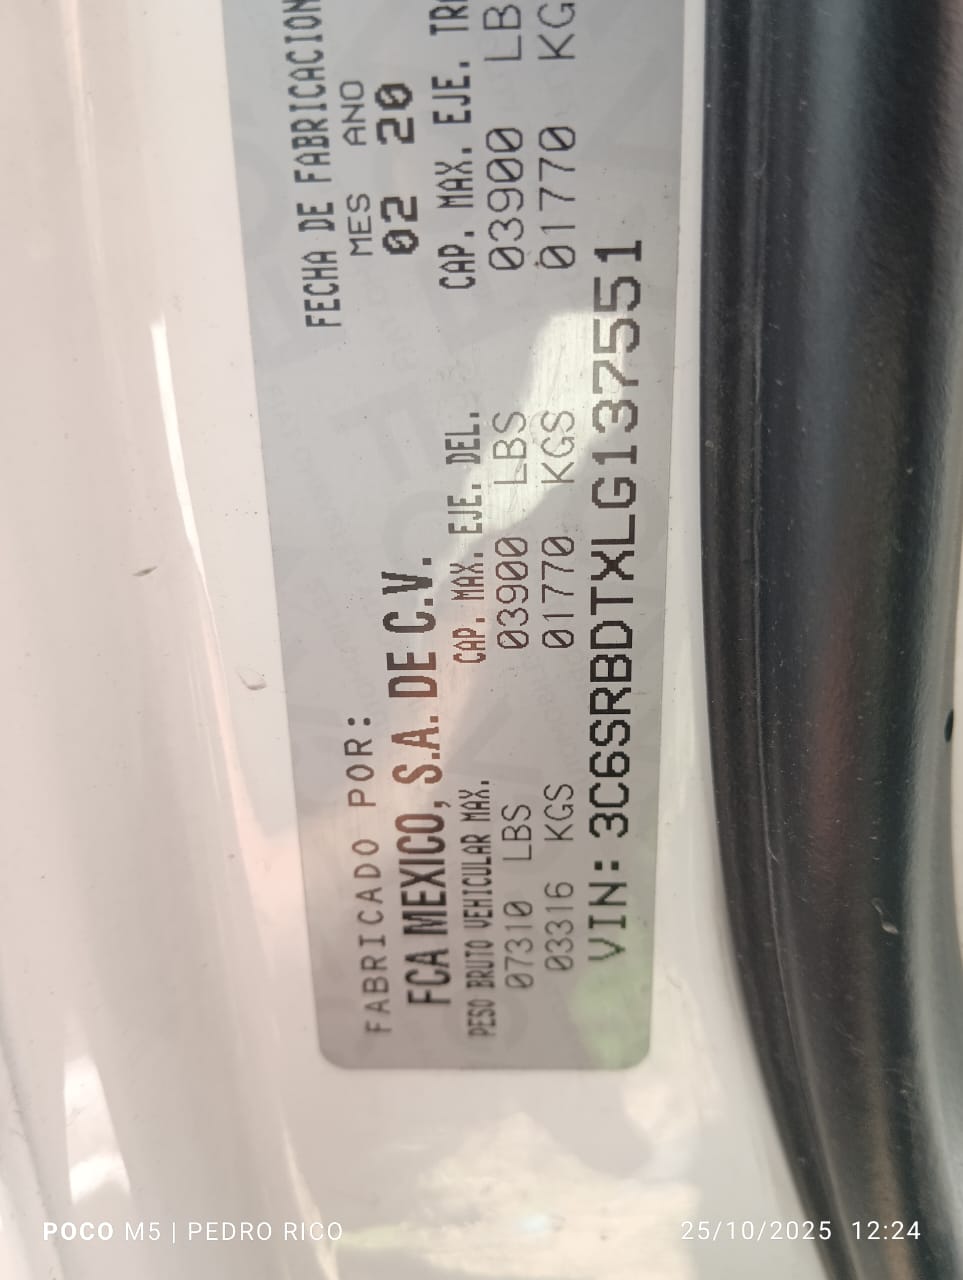 FECHA DE FABRICACION
MES AÑO
02 20
FABRICADO POR:
FCA MEXICO, S.A. DE C.V.
PESO BRUTO VEHICULAR MAX. CAP. MAX. EJE. DEL. CAP. MAX. EJE.
07310 LBS 03900 LBS 03900 LB
03316 KGS 01770 KGS 01770 KG
VIN: 3C6SRBDTXLG137551
POCO M5 | PEDRO RICO
25/10/2025 12:24